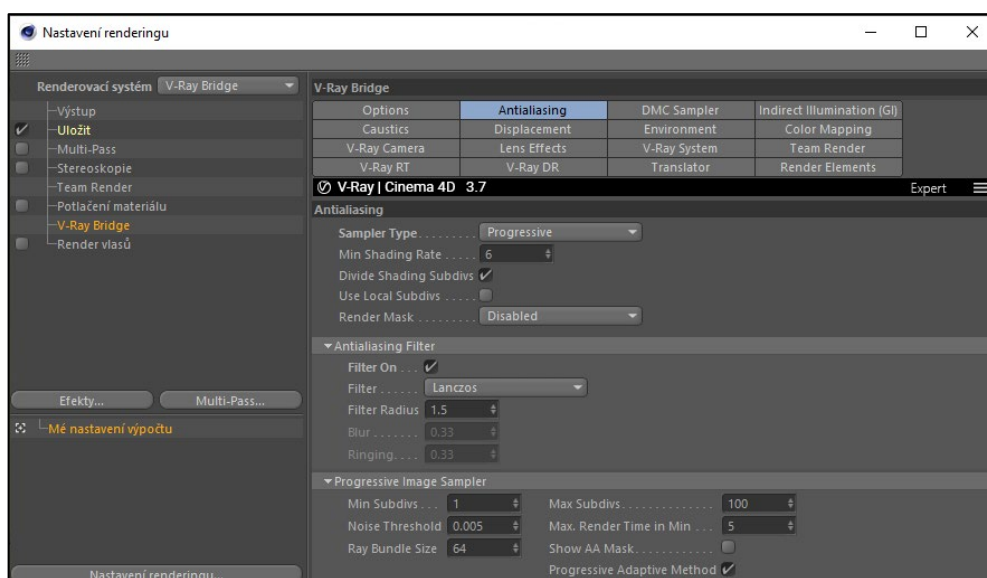 Nastavení renderingu
Renderovací systém V-Ray Bridge
Výstup
Uložit
Multi-Pass
Stereoskopie
Team Render
Potlačení materiálu
V-Ray Bridge
Render vlasů
Efekty... Multi-Pass...
Mé nastavení výpočtu
Nastavení renderingu...
V-Ray Bridge
Options Antialiasing DMC Sampler Indirect Illumination (GI)
Caustics Displacement Environment Color Mapping
V-Ray Camera Lens Effects V-Ray System Team Render
V-Ray RT V-Ray DR Translator Render Elements
V-Ray | Cinema 4D 3.7 Expert
Antialiasing
Sampler Type......... Progressive
Min Shading Rate ..... 6
Divide Shading Subdivs
Use Local Subdivs .....
Render Mask ......... Disabled
Antialiasing Filter
Filter On ...
Filter ...... Lanczos
Filter Radius 1.5
Blur ....... 0.33
Ringing.... 0.33
Progressive Image Sampler
Min Subdivs... 1 Max Subdivs............. 100
Noise Threshold 0.005 Max. Render Time in Min ... 5
Ray Bundle Size 64 Show AA Mask...........
Progressive Adaptive Method